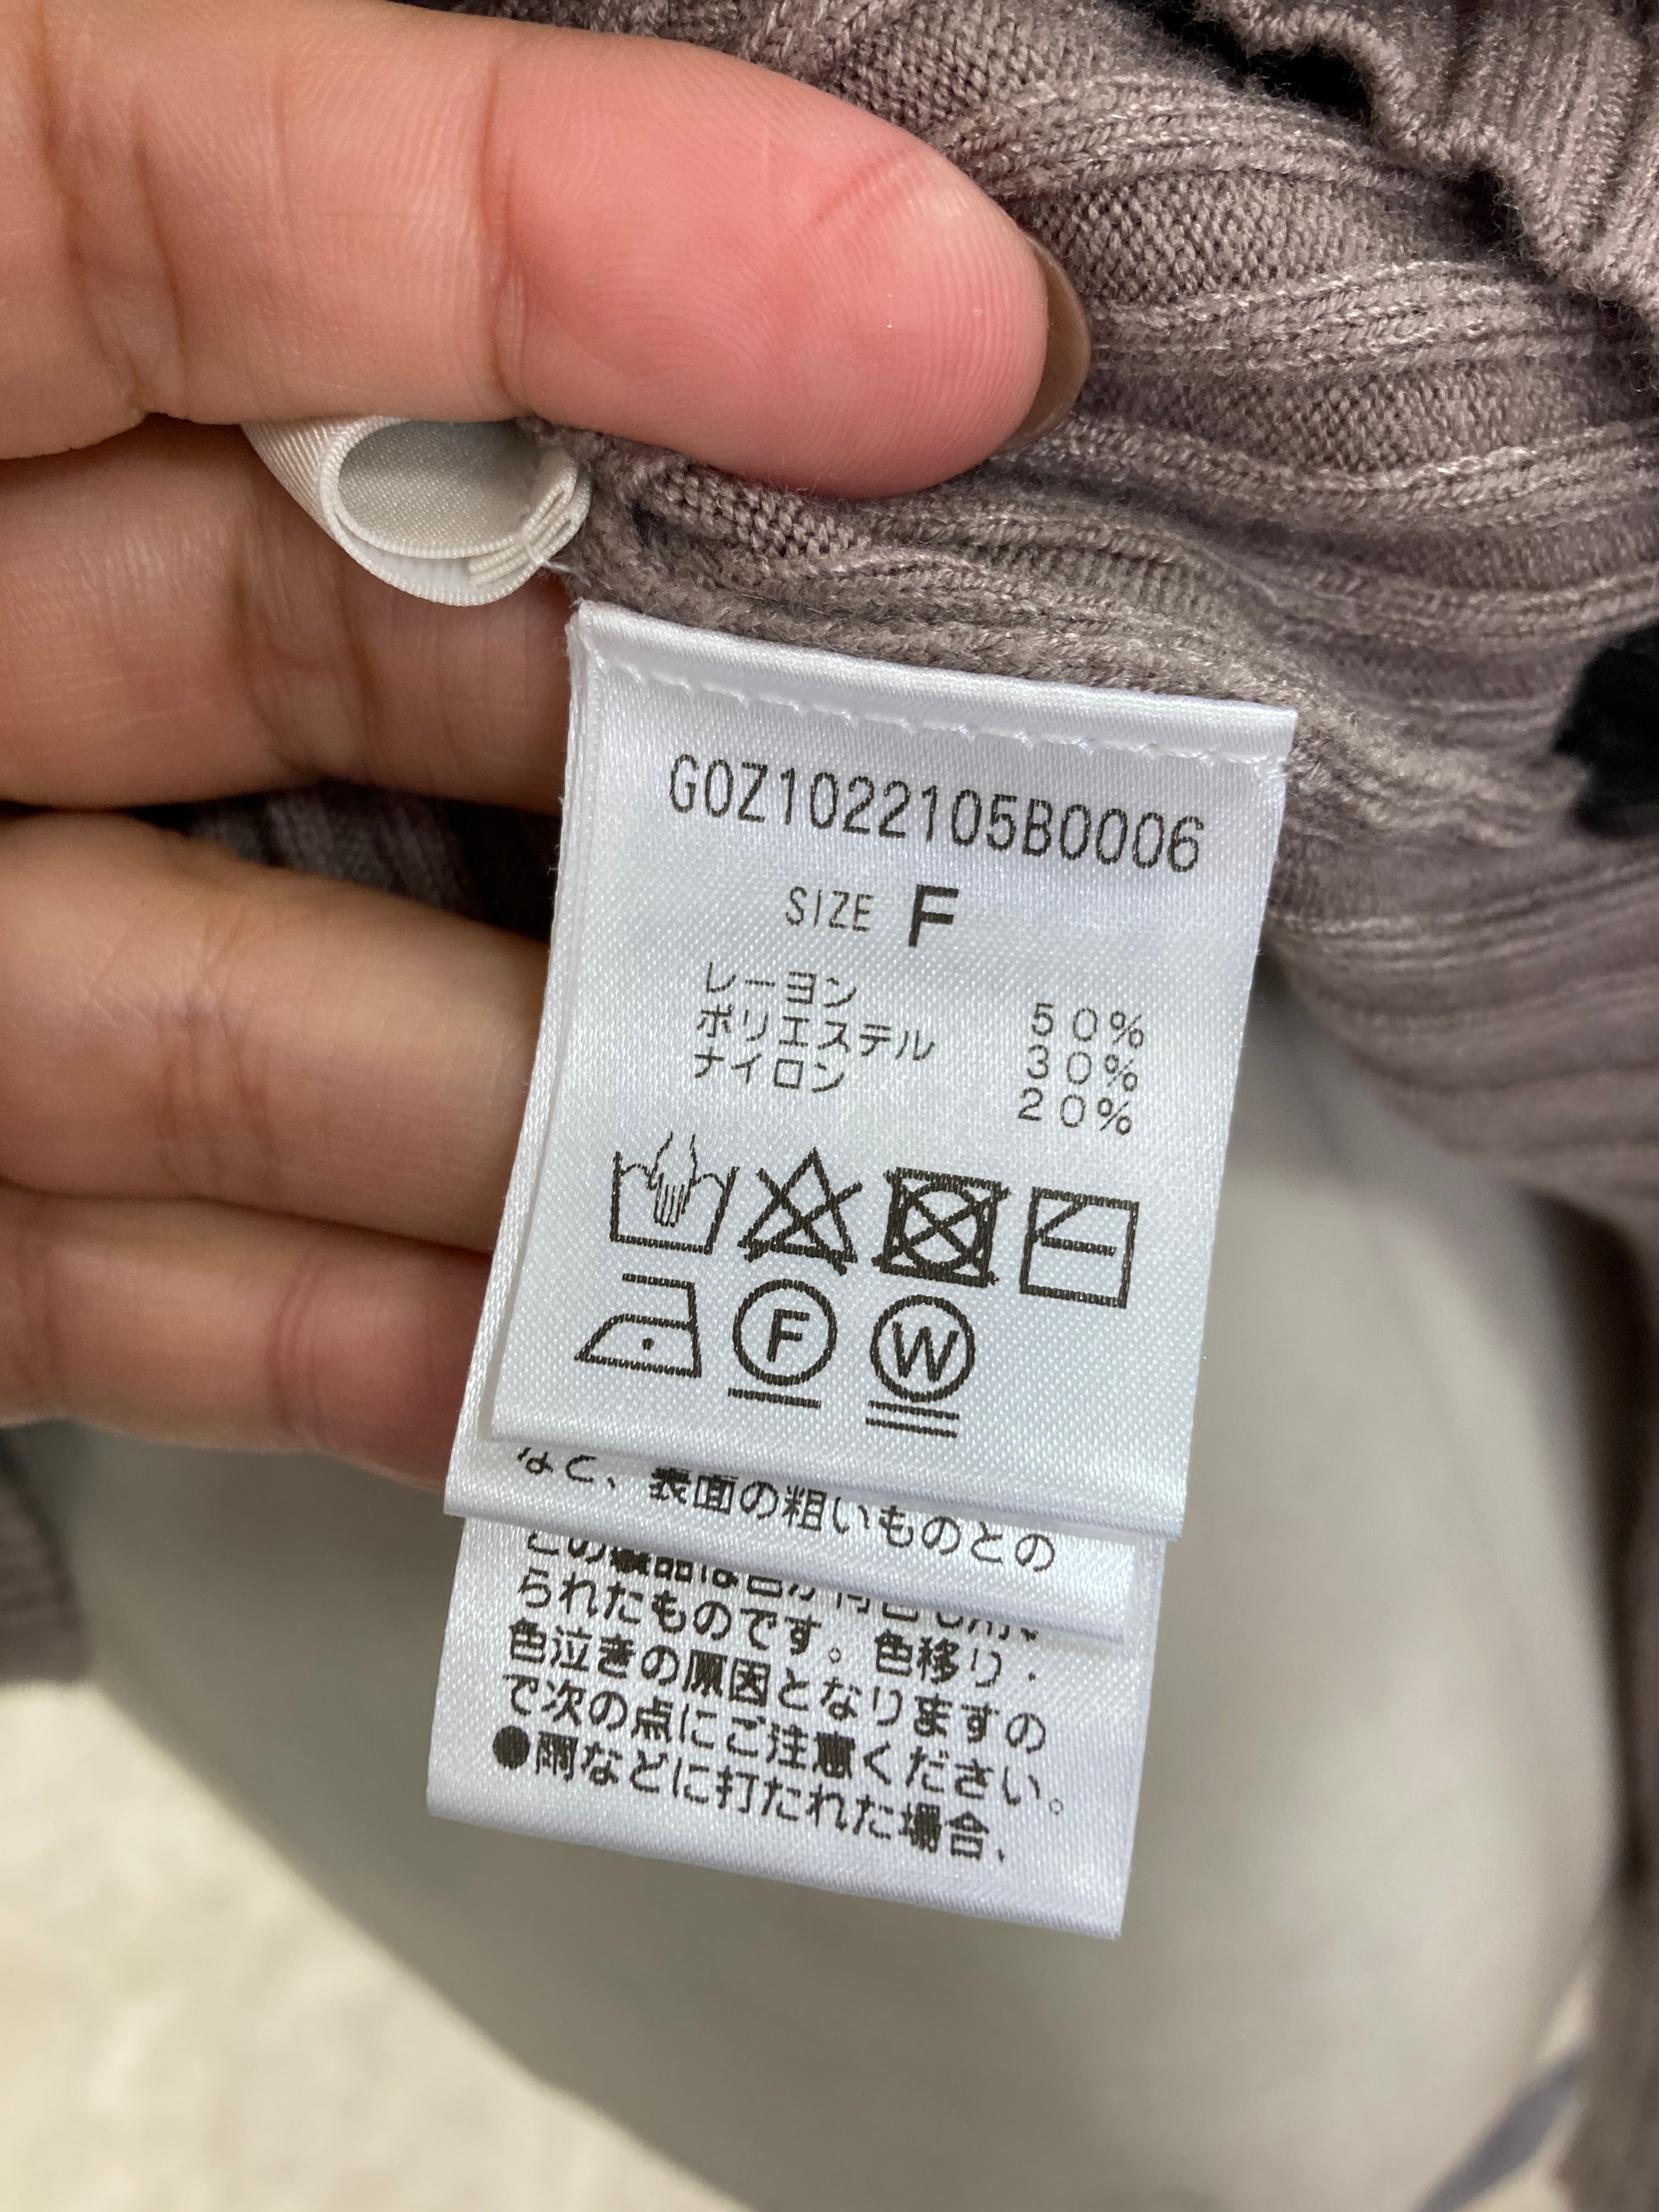 G0Z1022105B0006
SIZE F
レーヨン 50%
ポリエステル 30%
ナイロン 20%
F
W
など、表面の粗いものとの
られたものです。色移り・
色泣きの原因となりますの
で次の点にご注意ください。
●雨などに打たれた場合、